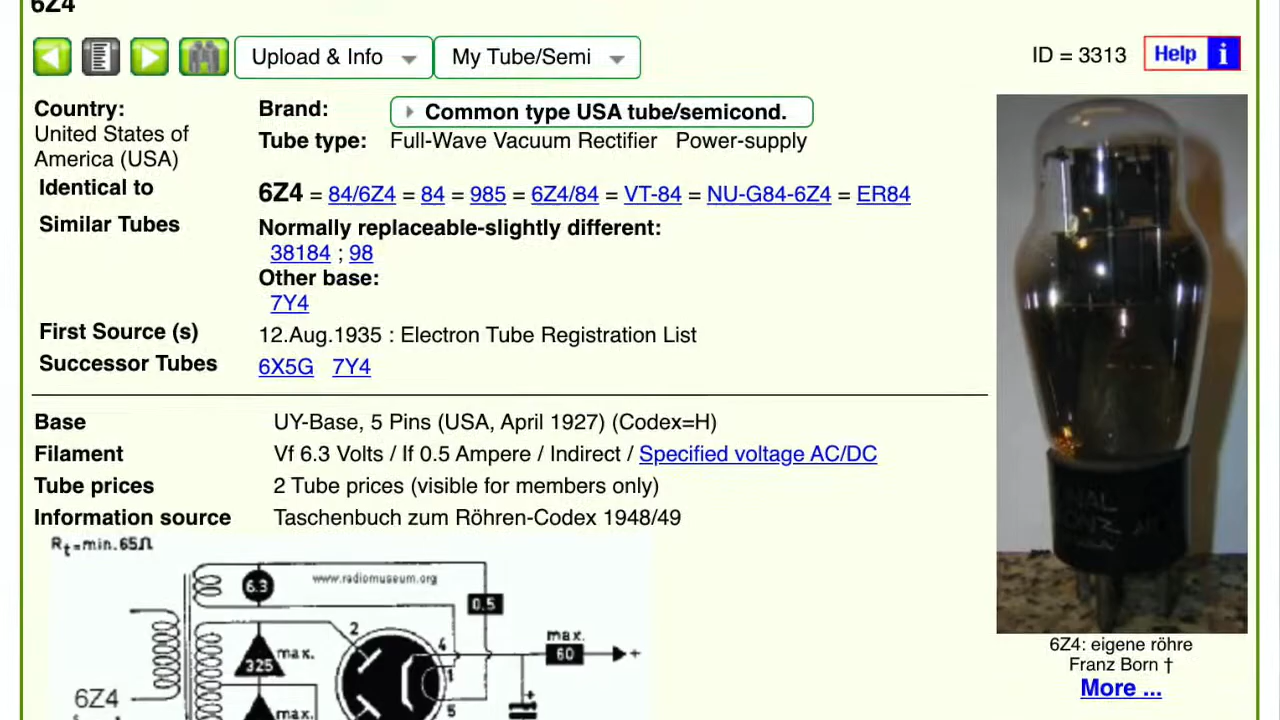 6Z4
Upload & Info
My Tube/Semi
ID = 3313
Help i
Country:
United States of
America (USA)
Brand:
Common type USA tube/semicond.
Tube type: Full-Wave Vacuum Rectifier Power-supply
Identical to 6Z4 = 84/6Z4 = 84 = 985 = 6Z4/84 = VT-84 = NU-G84-6Z4 = ER84
Similar Tubes Normally replaceable-slightly different:
38184 ; 98
Other base:
7Y4
First Source (s) 12.Aug.1935 : Electron Tube Registration List
Successor Tubes 6X5G 7Y4
Base UY-Base, 5 Pins (USA, April 1927) (Codex=H)
Filament Vf 6.3 Volts / If 0.5 Ampere / Indirect / Specified voltage AC/DC
Tube prices 2 Tube prices (visible for members only)
Information source Taschenbuch zum Röhren-Codex 1948/49
Rt=min.65Ω
www.radiomuseum.org
6.3
0.5
2
max.
325
4
max.
60
+
1
6Z4
max.
5
+
6Z4: eigene röhre
Franz Born †
More ...